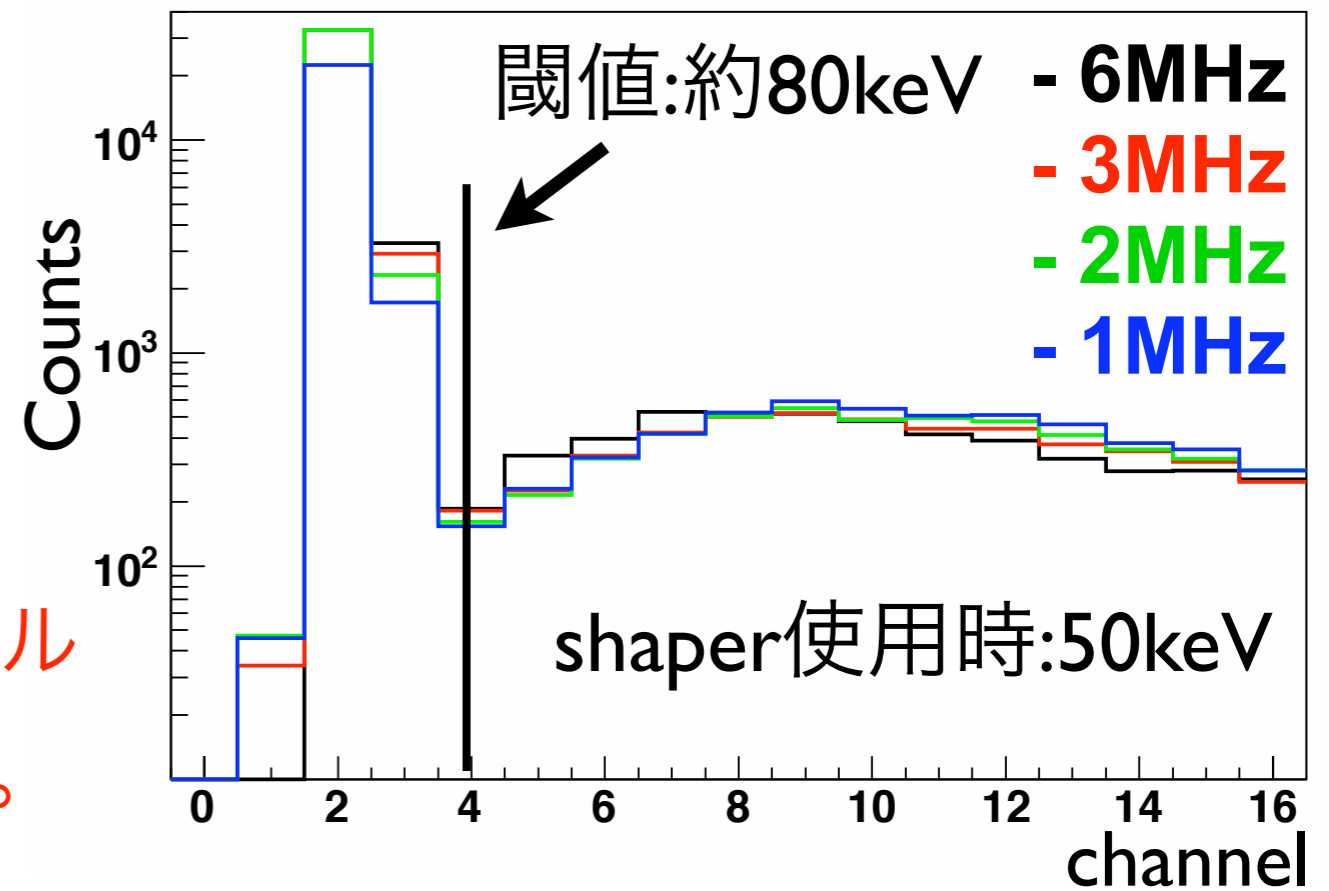 閾値:約80keV
- 6MHz
- 3MHz
- 2MHz
- 1MHz
10⁴
10³
10²
Counts
ル
。
shaper使用時:50keV
0 2 4 6 8 10 12 14 16
channel